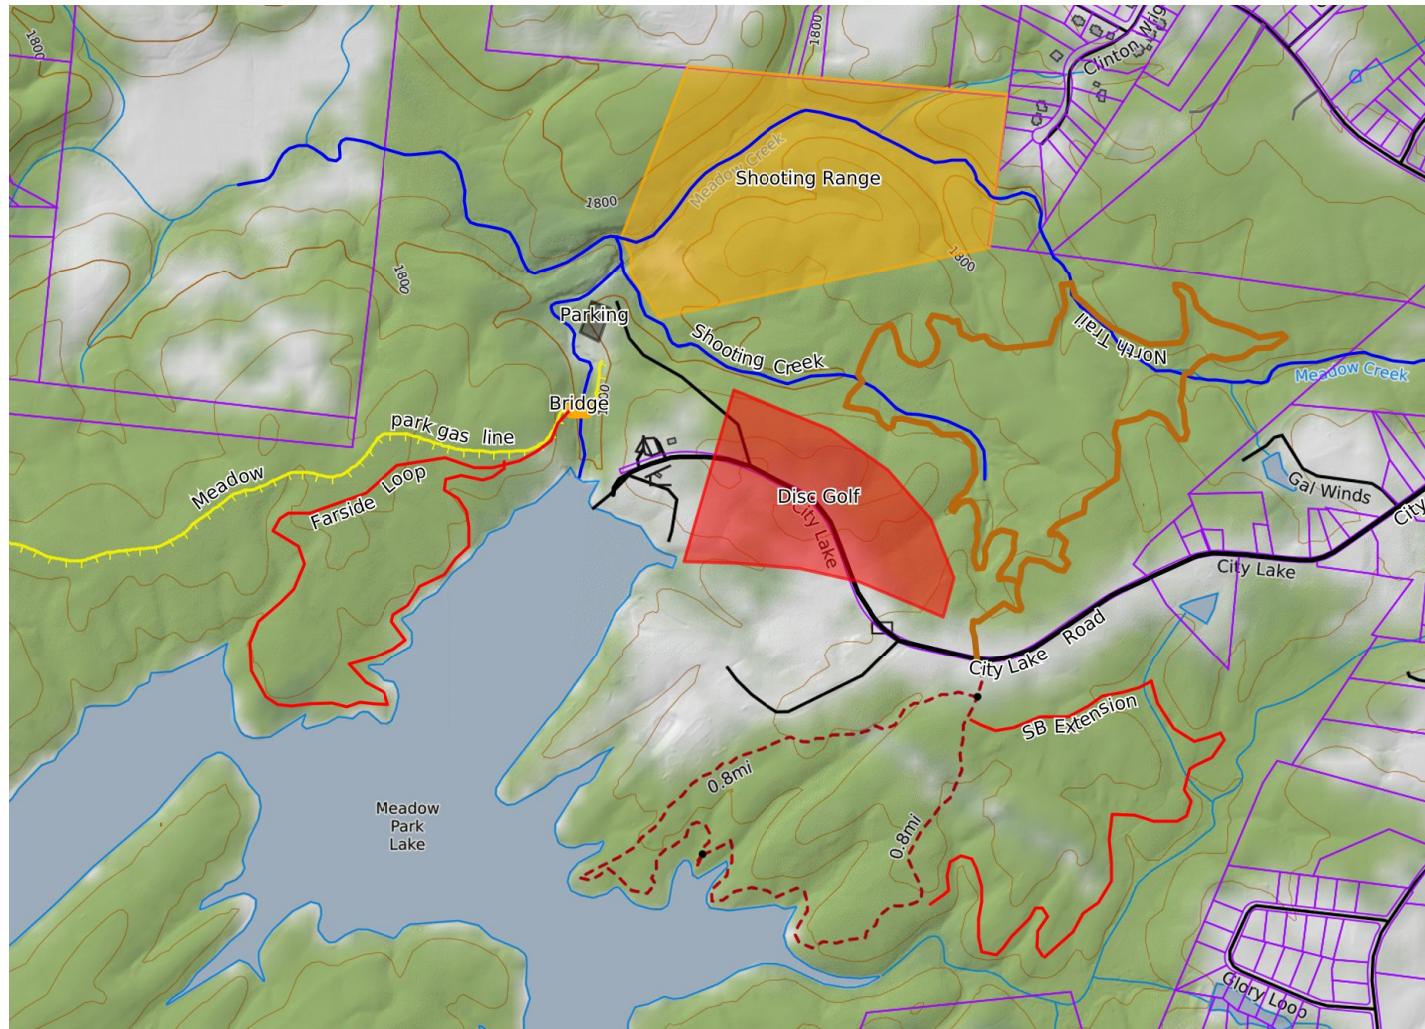 1800
1800
Clinton Wrig
Meadow Creek
Shooting Range
1800
1800
1800
Parking
North Trail
Shooting Creek
Meadow Creek
Bridge
park gas line
Meadow
Farside Loop
Disc Golf
City Lake
Gal Winds
City
City Lake
City Lake Road
SB Extension
0.8mi
0.8mi
Meadow
Park
Lake
Glory Loop